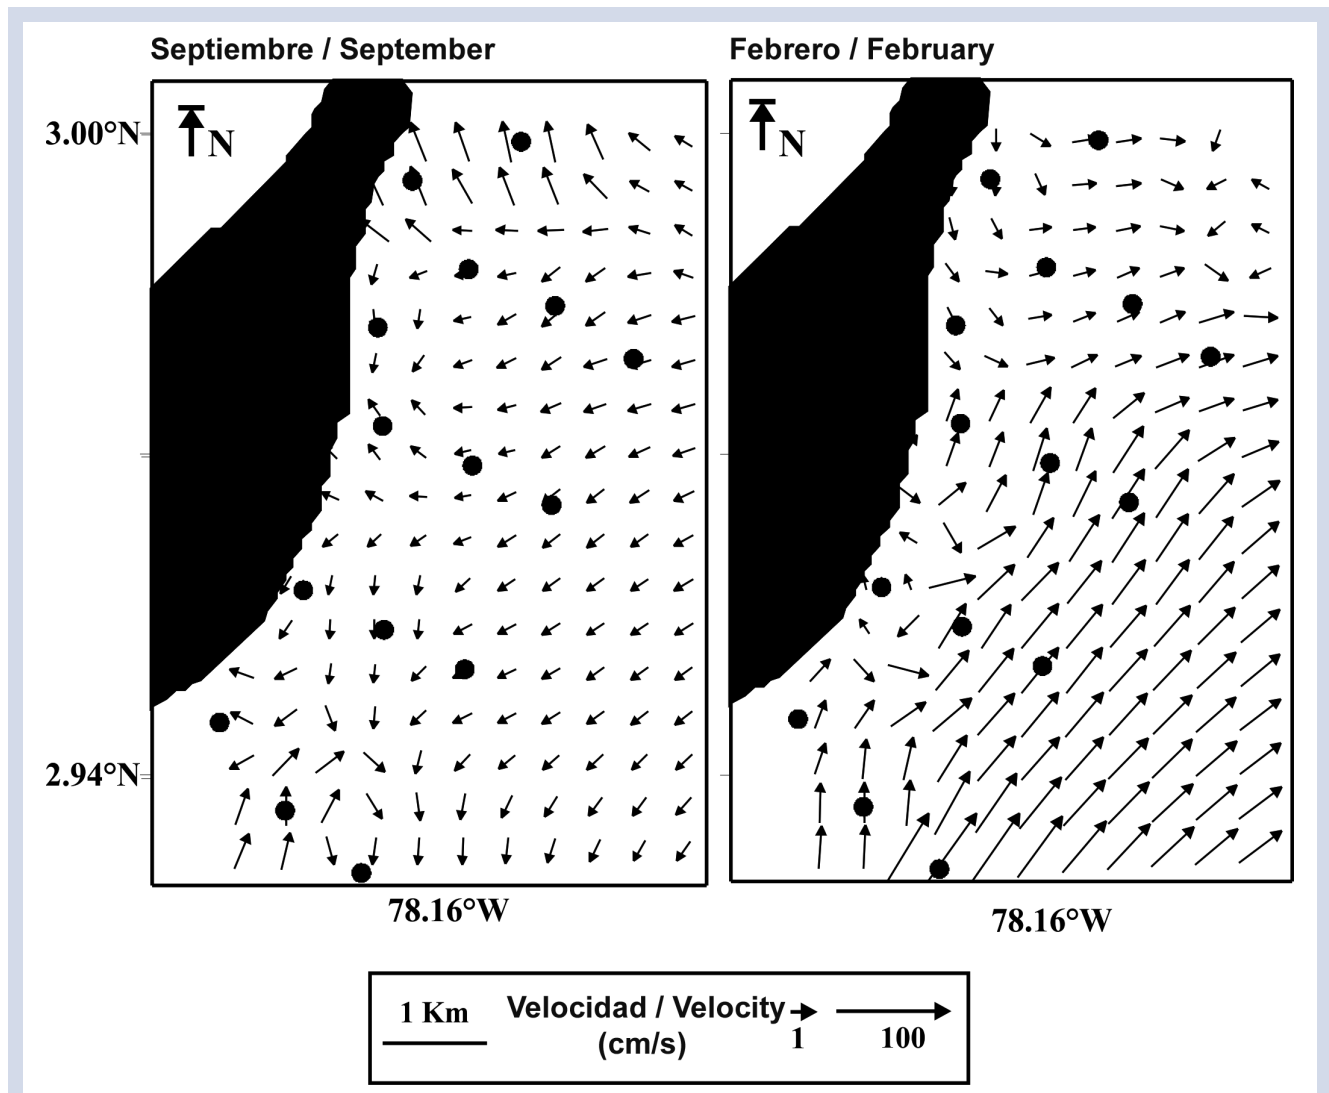 Septiembre / September
Febrero / February
N
N
3.00°N
2.94°N
78.16°W
78.16°W
1 Km
Velocidad / Velocity
(cm/s)
1
100